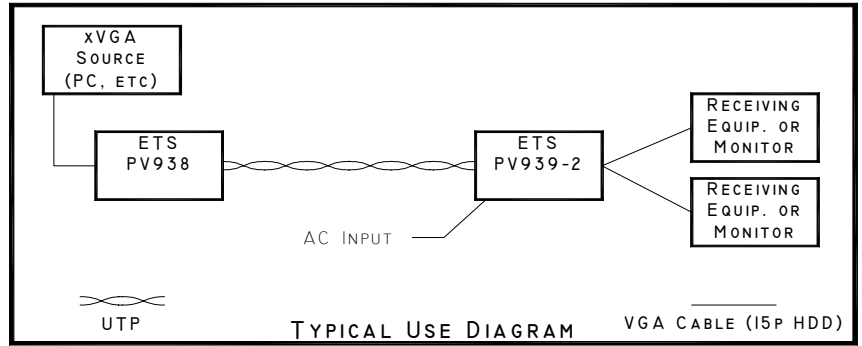 xVGA
Source
(PC, etc)
ETS
PV938
ETS
PV939-2
Receiving
Equip. or
Monitor
Receiving
Equip. or
Monitor
AC Input
UTP
Typical Use Diagram
VGA Cable (15p HDD)